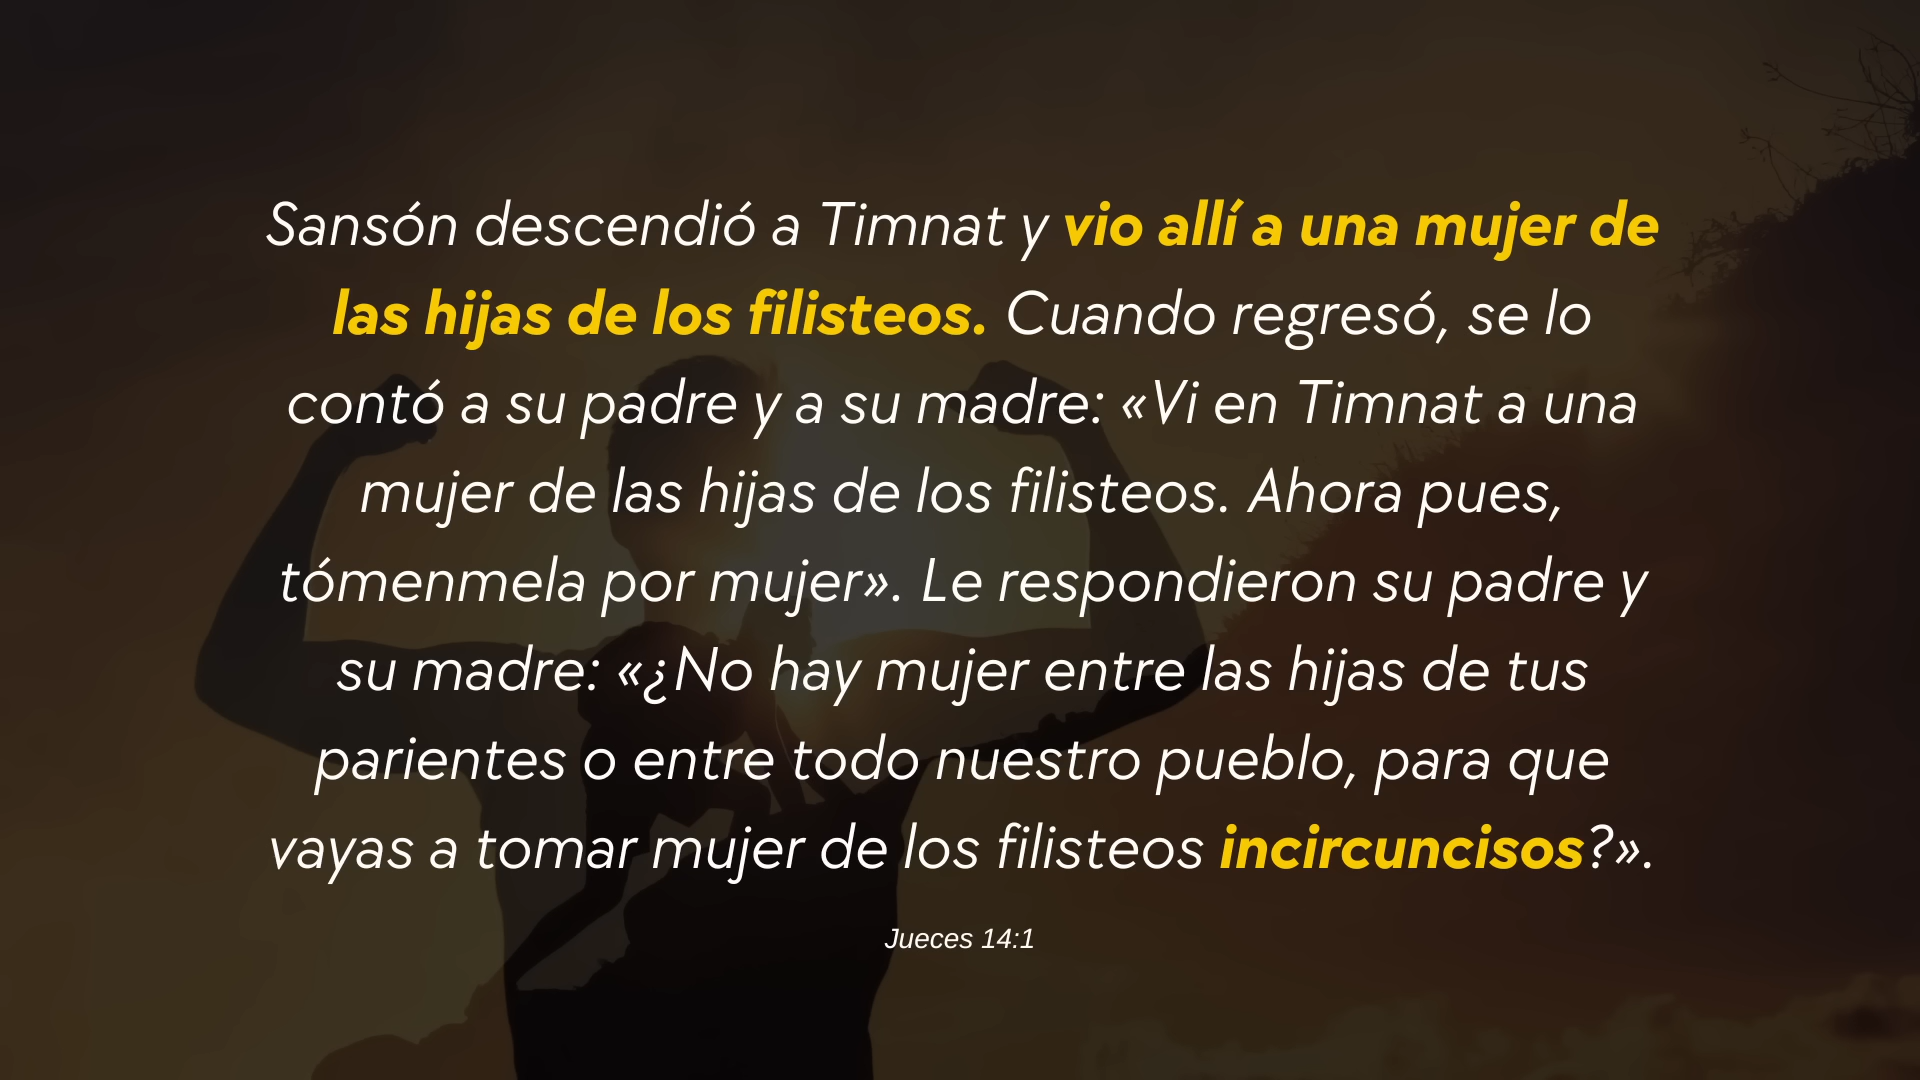 Sansón descendió a Timnat y vio allí a una mujer de
las hijas de los filisteos. Cuando regresó, se lo
contó a su padre y a su madre: «Vi en Timnat a una
mujer de las hijas de los filisteos. Ahora pues,
tómenmela por mujer». Le respondieron su padre y
su madre: «¿No hay mujer entre las hijas de tus
parientes o entre todo nuestro pueblo, para que
vayas a tomar mujer de los filisteos incircuncisos?».
Jueces 14:1